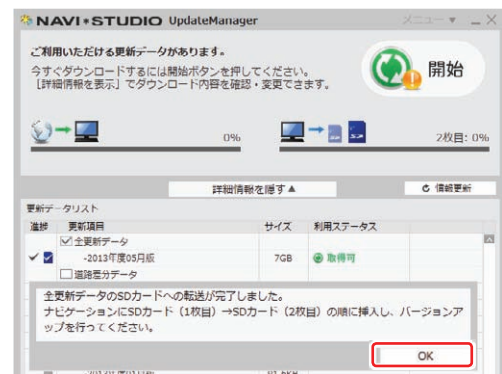 NAVI*STUDIO UpdateManager
メニュー ▼ _ X
ご利用いただける更新データがあります。
今すぐダウンロードするには開始ボタンを押してください。
[詳細情報を表示] でダウンロード内容を確認・変更できます。
開始
0%
2枚目: 0%
詳細情報を隠す▲
情報更新
更新データリスト
進捗 更新項目 サイズ 利用ステータス
全更新データ
-2013年度05月版 7GB 取得可
道路差分データ
全更新データのSDカードへの転送が完了しました。
ナビゲーションにSDカード（1枚目）→SDカード（2枚目）の順に挿入し、バージョンア
ップを行ってください。
OK